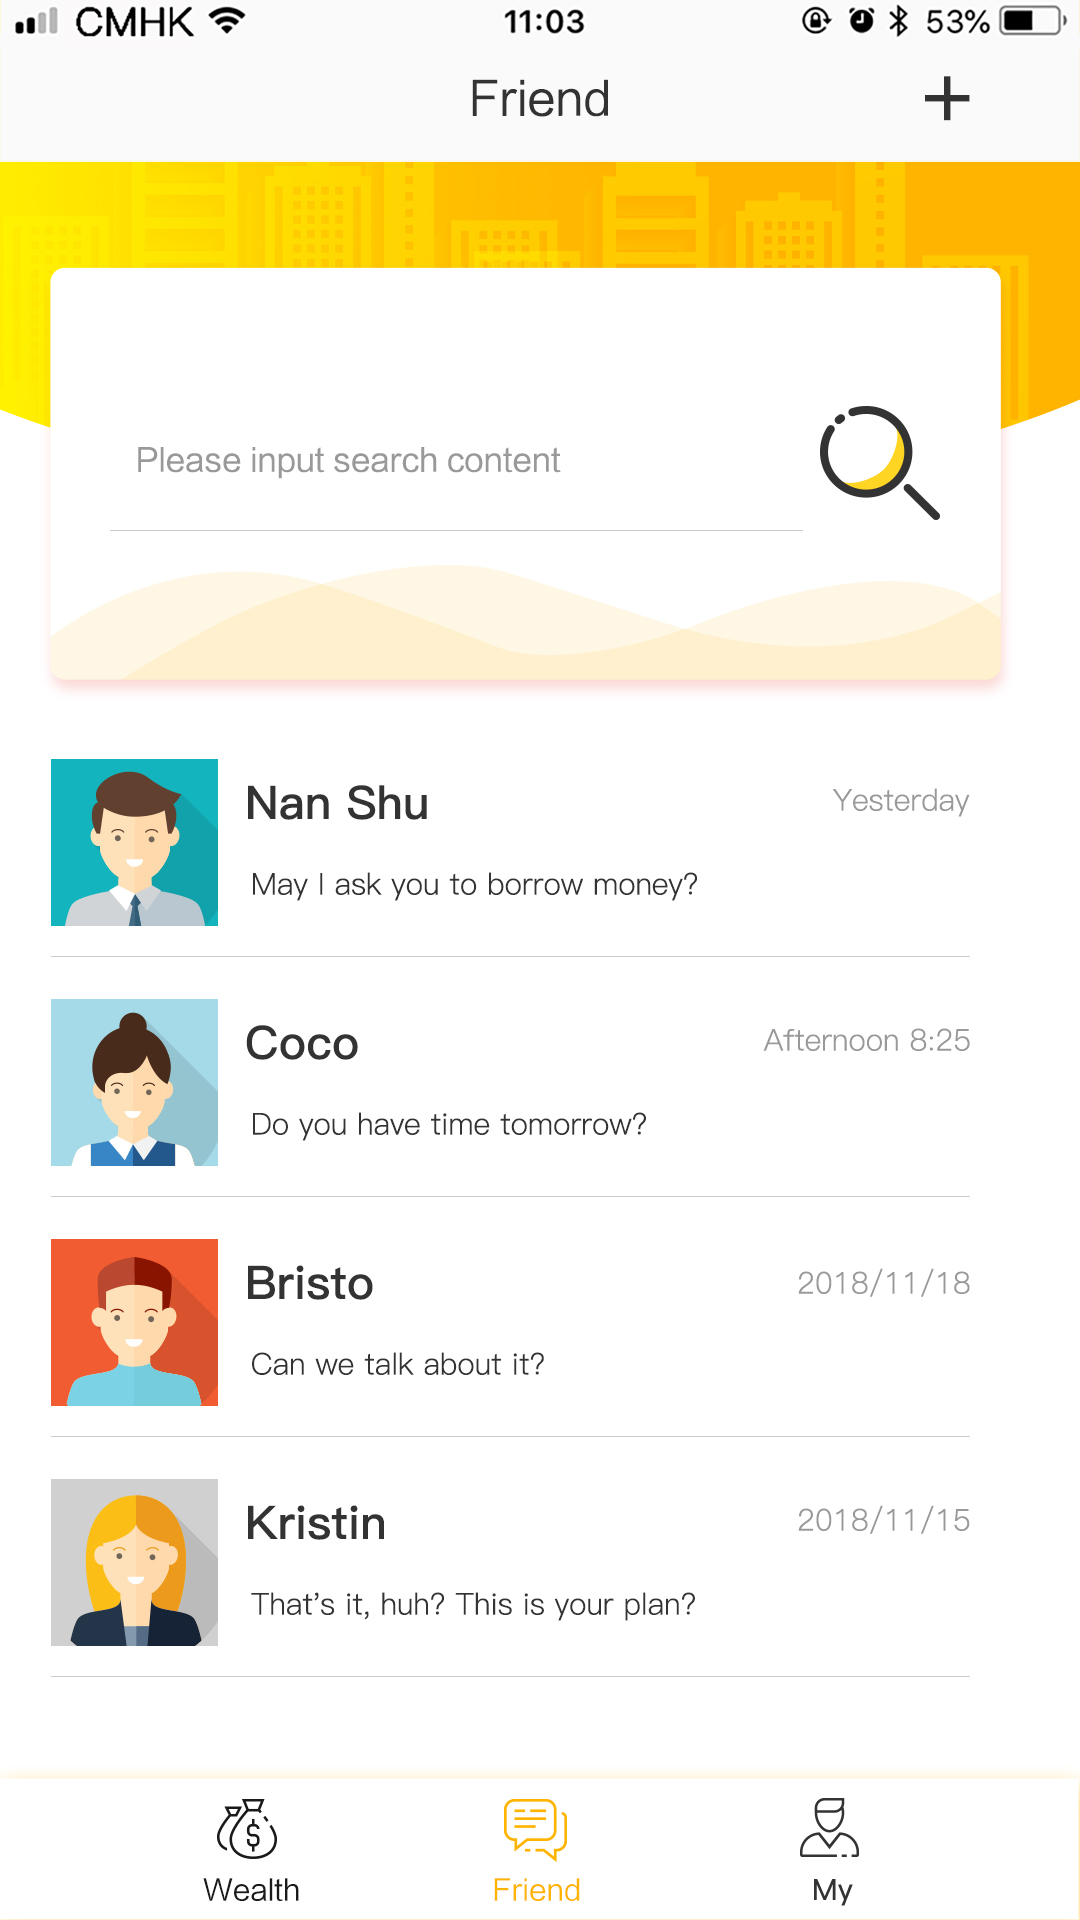 CMHK 11:03 53%
Friend
Please input search content
Nan Shu Yesterday
May I ask you to borrow money?
Coco Afternoon 8:25
Do you have time tomorrow?
Bristo 2018/11/18
Can we talk about it?
Kristin 2018/11/15
That's it, huh? This is your plan?
Wealth Friend My